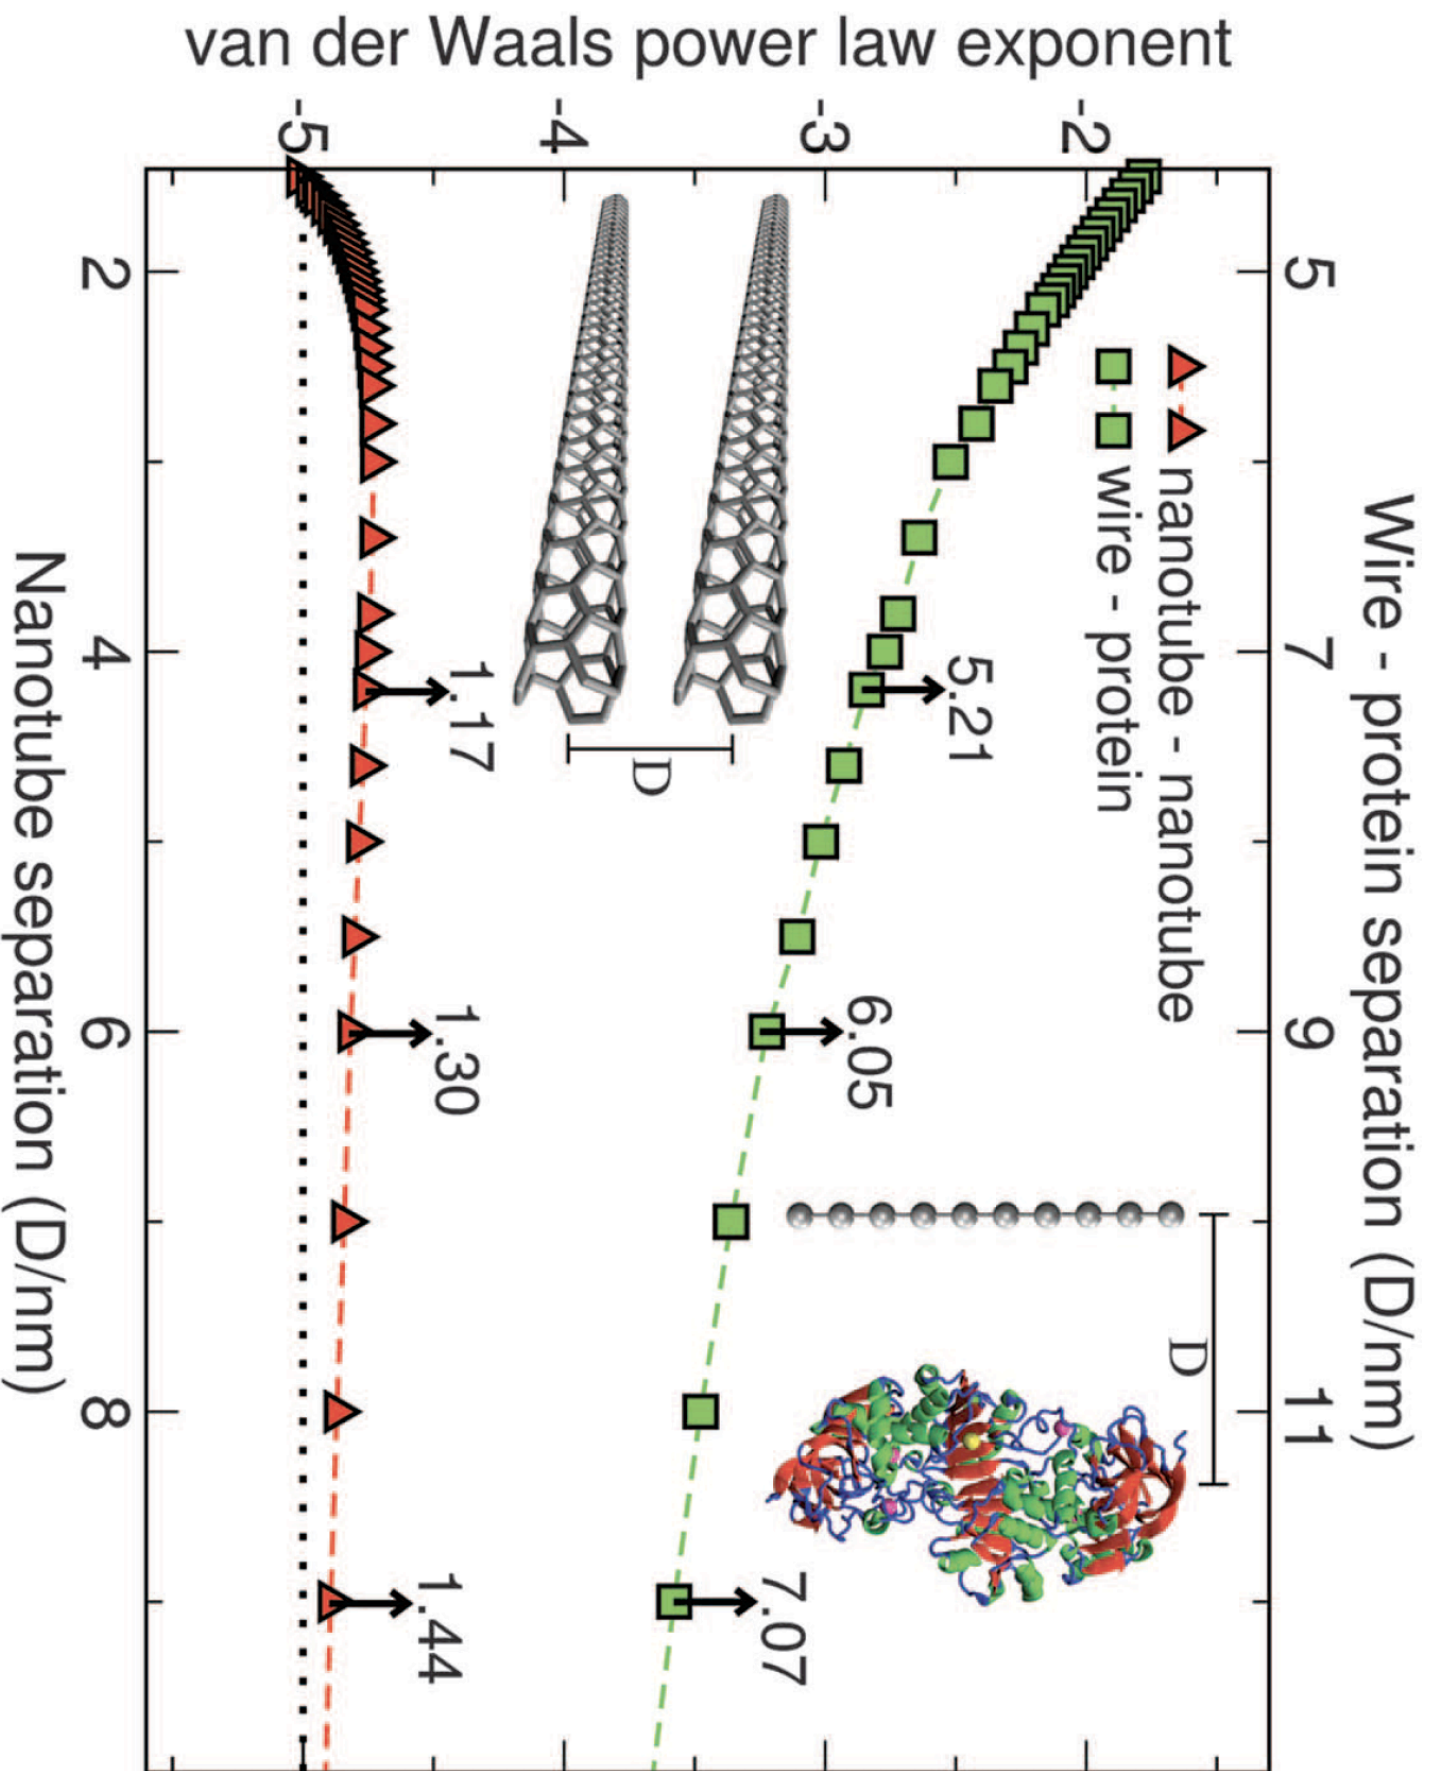 Wire - protein separation (D/nm)
5
7
9
11
nanotube - nanotube
wire - protein
5.21
6.05
7.07
D
D
1.17
1.30
1.44
van der Waals power law exponent
-2
-3
-4
-5
2
4
6
8
Nanotube separation (D/nm)